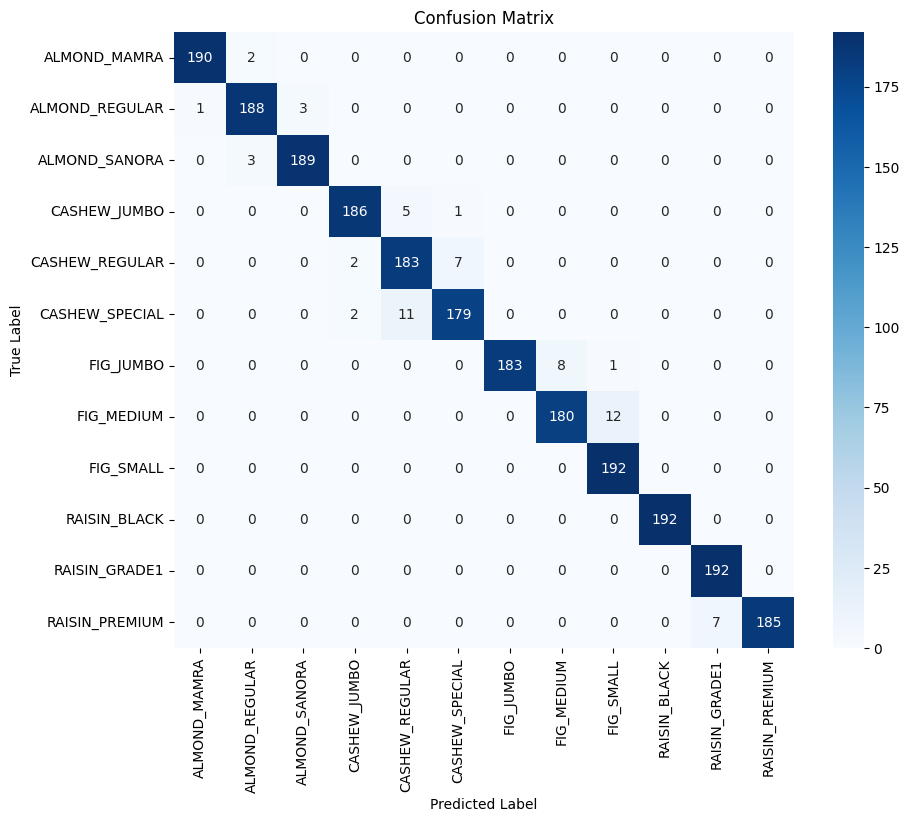 Confusion Matrix
True Label
ALMOND_MAMRA 190 2 0 0 0 0 0 0 0 0 0 0
ALMOND_REGULAR 1 188 3 0 0 0 0 0 0 0 0 0
ALMOND_SANORA 0 3 189 0 0 0 0 0 0 0 0 0
CASHEW_JUMBO 0 0 0 186 5 1 0 0 0 0 0 0
CASHEW_REGULAR 0 0 0 2 183 7 0 0 0 0 0 0
CASHEW_SPECIAL 0 0 0 2 11 179 0 0 0 0 0 0
FIG_JUMBO 0 0 0 0 0 0 183 8 1 0 0 0
FIG_MEDIUM 0 0 0 0 0 0 0 180 12 0 0 0
FIG_SMALL 0 0 0 0 0 0 0 0 192 0 0 0
RAISIN_BLACK 0 0 0 0 0 0 0 0 0 192 0 0
RAISIN_GRADE1 0 0 0 0 0 0 0 0 0 0 192 0
RAISIN_PREMIUM 0 0 0 0 0 0 0 0 0 0 7 185
ALMOND_MAMRA
ALMOND_REGULAR
ALMOND_SANORA
CASHEW_JUMBO
CASHEW_REGULAR
CASHEW_SPECIAL
FIG_JUMBO
FIG_MEDIUM
FIG_SMALL
RAISIN_BLACK
RAISIN_GRADE1
RAISIN_PREMIUM
Predicted Label
175
150
125
100
75
50
25
0